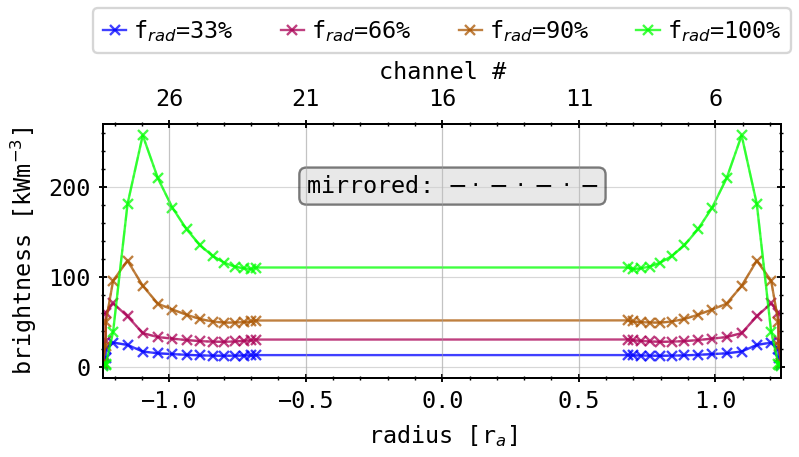 f_rad=33% f_rad=66% f_rad=90% f_rad=100%
channel #
26 21 16 11 6
brightness [kWm⁻³]
200
100
0
mirrored:
−1.0 −0.5 0.0 0.5 1.0
radius [r_a]